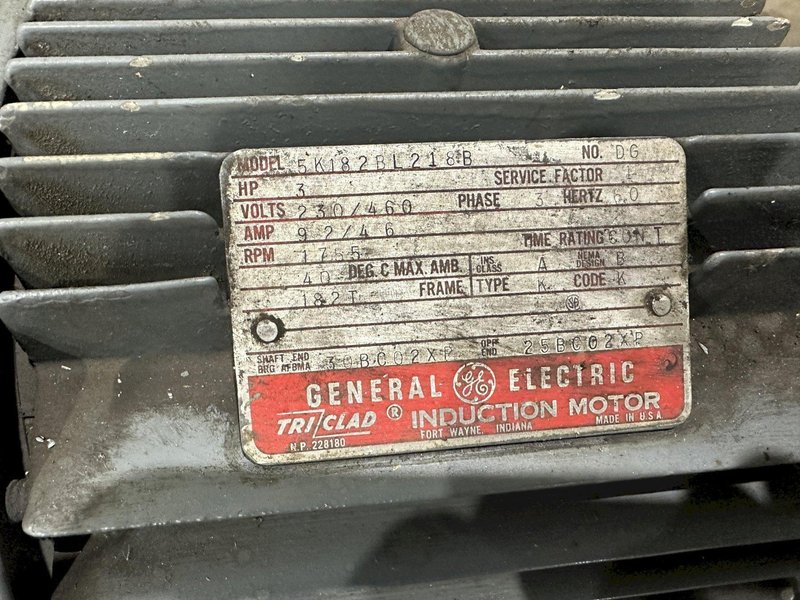 MODEL 5K182BL218B NO. DG
HP 3 SERVICE FACTOR 1
VOLTS 230/460 PHASE 3 HERTZ 60
AMP 9.2/4.6
RPM 1755 TIME RATING CONT
40 DEG. C MAX. AMB. INS. CLASS A NEMA DESIGN B
182T FRAME TYPE K CODE K
SHAFT END BRG AFBMA 30BC02XP OPP END 25BC02XP
GENERAL GE ELECTRIC
TRI/CLAD ® INDUCTION MOTOR
FORT WAYNE, INDIANA MADE IN U.S.A.
N.P. 228180